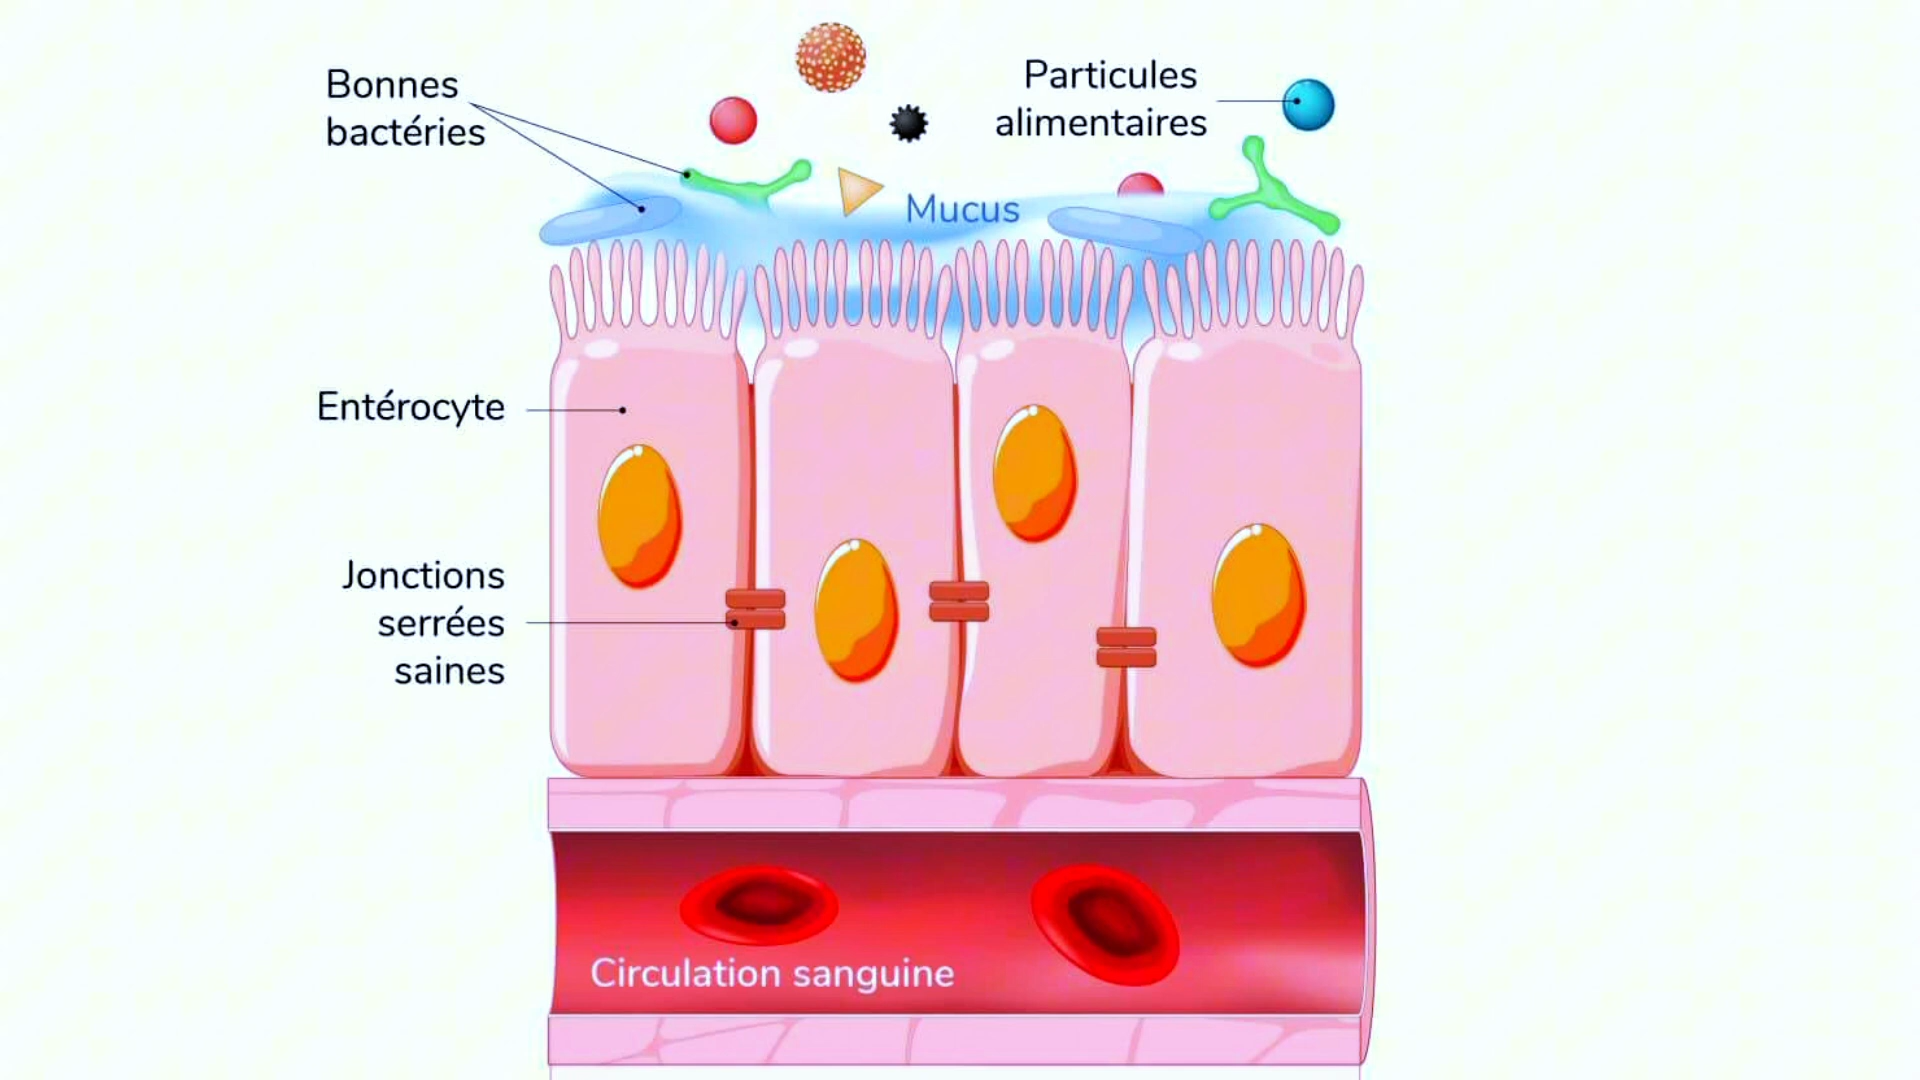 Bonnes
bactéries
Particules
alimentaires
Mucus
Entérocyte
Jonctions
serrées
saines
Circulation sanguine